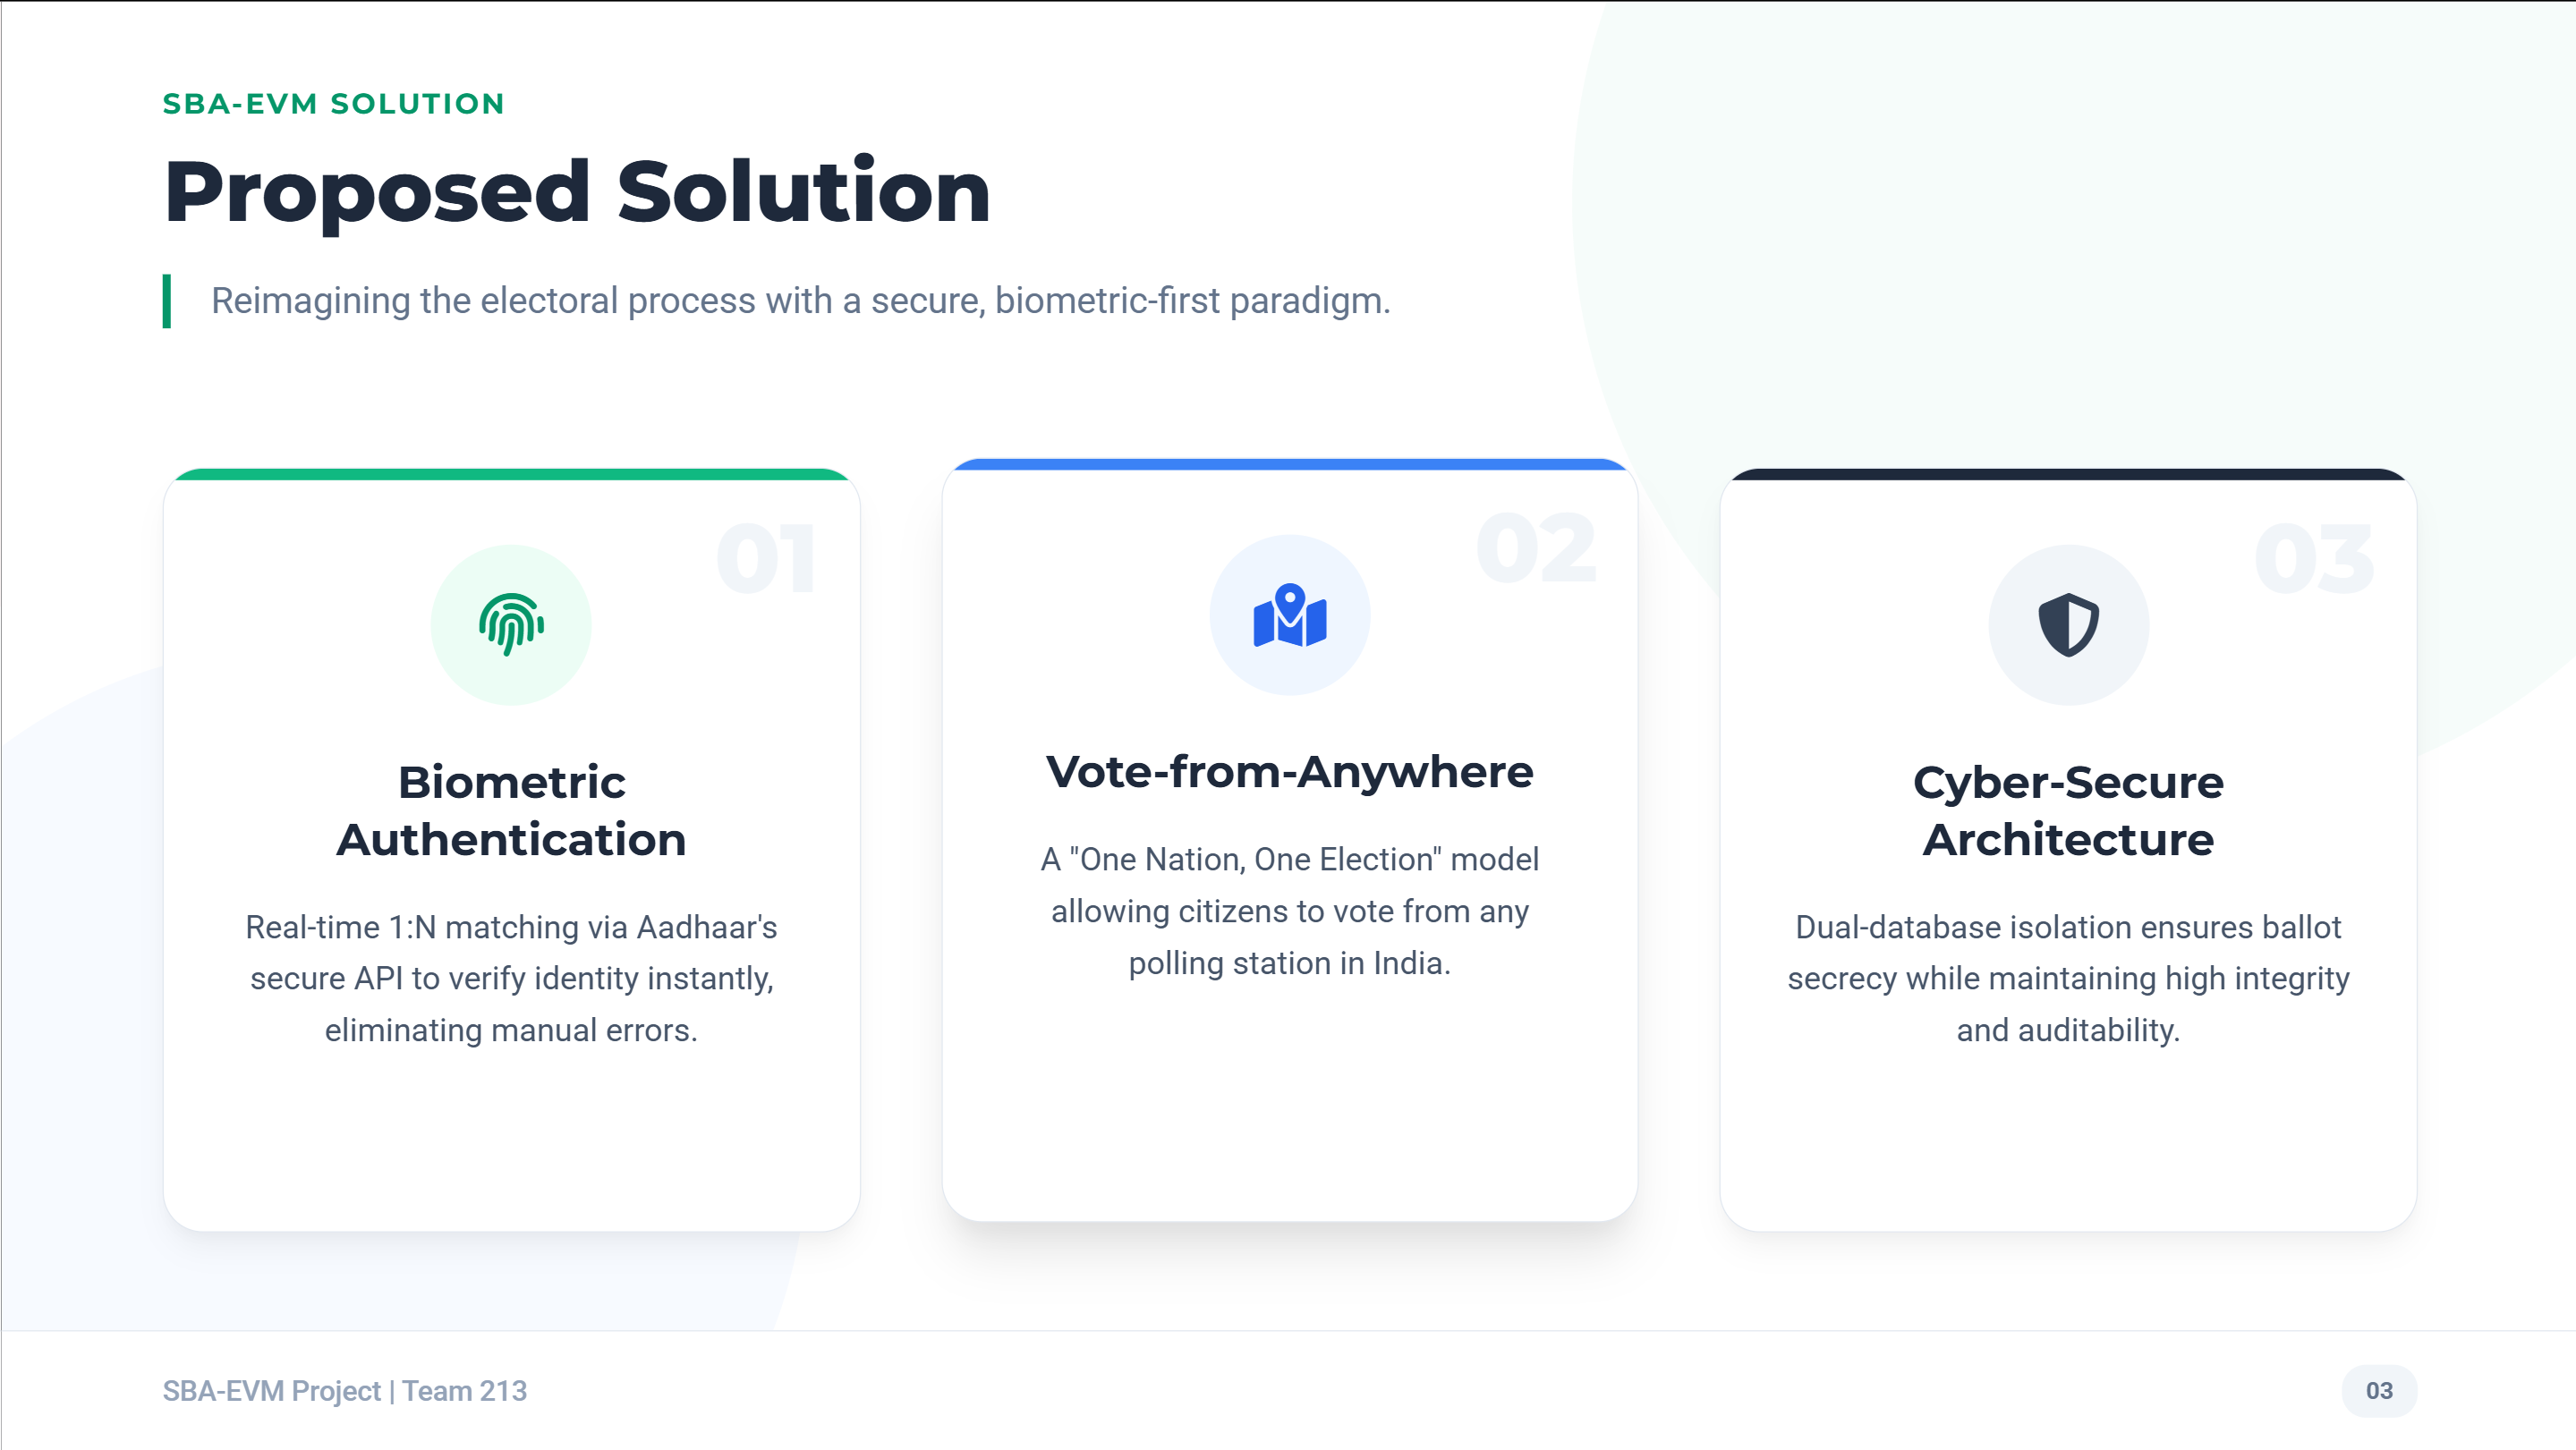 SBA-EVM SOLUTION
Proposed Solution
Reimagining the electoral process with a secure, biometric-first paradigm.
01
Biometric
Authentication
Real-time 1:N matching via Aadhaar's
secure API to verify identity instantly,
eliminating manual errors.
02
Vote-from-Anywhere
A "One Nation, One Election" model
allowing citizens to vote from any
polling station in India.
03
Cyber-Secure
Architecture
Dual-database isolation ensures ballot
secrecy while maintaining high integrity
and auditability.
SBA-EVM Project | Team 213
03